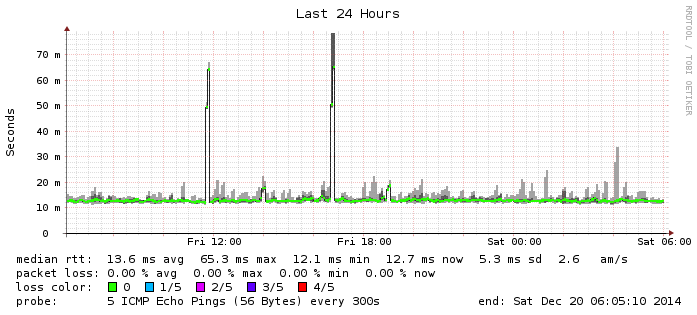 Last 24 Hours
RRDTOOL / TOBI OETIKER
Seconds
70 m
60 m
50 m
40 m
30 m
20 m
10 m
0
Fri 12:00 Fri 18:00 Sat 00:00 Sat 06:00
median rtt: 13.6 ms avg 65.3 ms max 12.1 ms min 12.7 ms now 5.3 ms sd 2.6 am/s
packet loss: 0.00 % avg 0.00 % max 0.00 % min 0.00 % now
loss color: 0 1/5 2/5 3/5 4/5
probe: 5 ICMP Echo Pings (56 Bytes) every 300s end: Sat Dec 20 06:05:10 2014